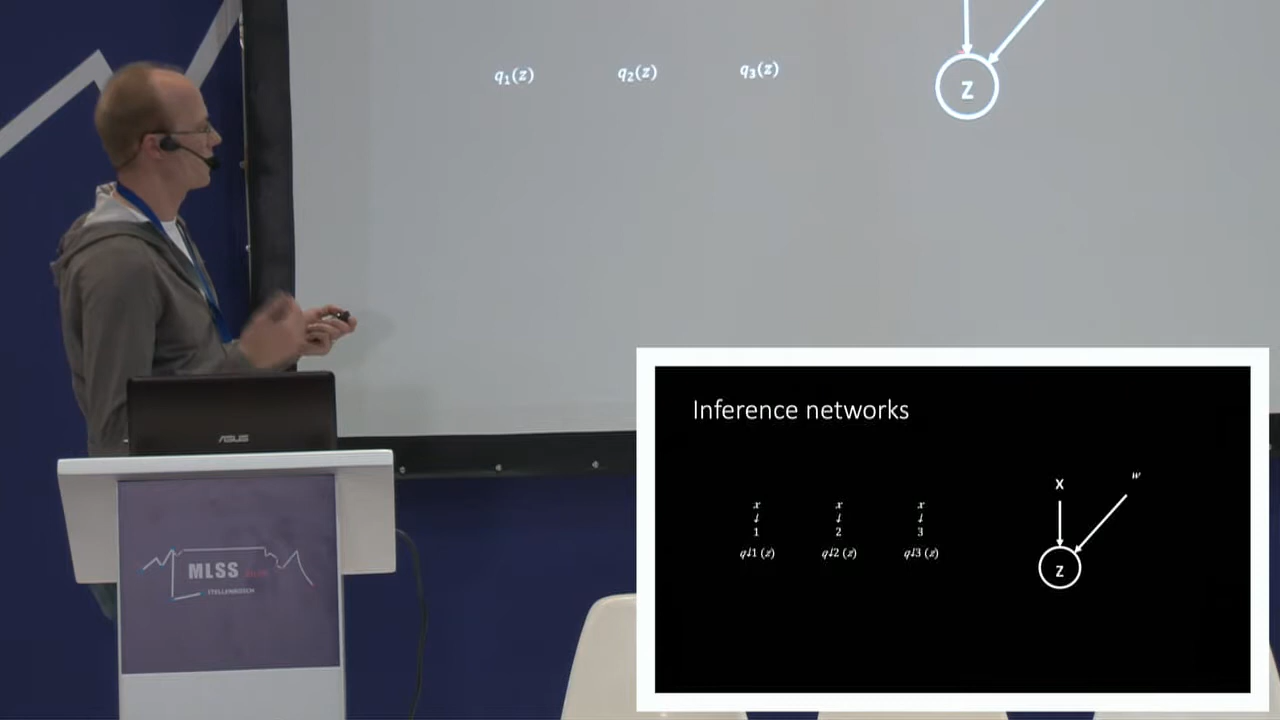 q₁(z) q₂(z) q₃(z)
Z
ASUS
MLSS
STELLENBOSCH
Inference networks
x x x
↓ ↓ ↓
1 2 3
q↓1 (z) q↓2 (z) q↓3 (z)
X w
Z